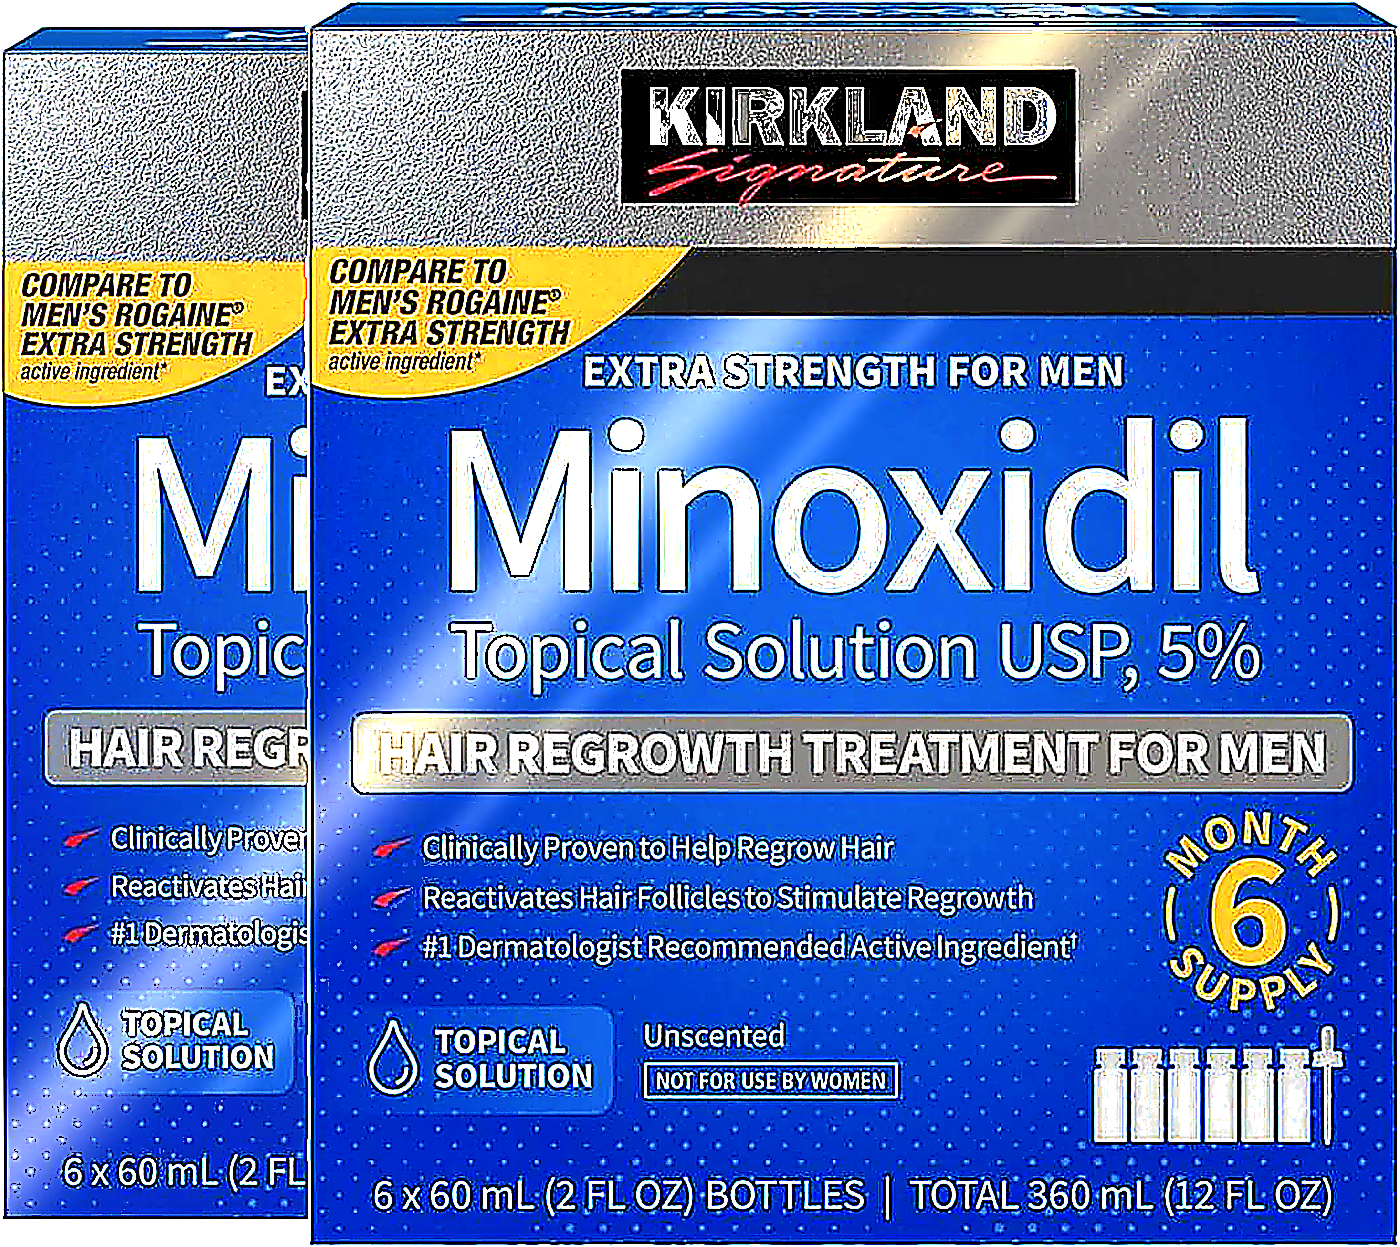 KIRKLAND
Signature
COMPARE TO
MEN'S ROGAINE®
EXTRA STRENGTH
active ingredient*
EXTRA STRENGTH FOR MEN
Minoxidil
Topical Solution USP, 5%
HAIR REGROWTH TREATMENT FOR MEN
Clinically Proven to Help Regrow Hair
Reactivates Hair Follicles to Stimulate Regrowth
#1 Dermatologist Recommended Active Ingredient†
MONTH
6
SUPPLY
TOPICAL
SOLUTION
Unscented
NOT FOR USE BY WOMEN
6 x 60 mL (2 FL OZ) BOTTLES | TOTAL 360 mL (12 FL OZ)
COMPARE TO
MEN'S ROGAINE®
EXTRA STRENGTH
active ingredient*
EX
Mi
Topic
HAIR REGR
Clinically Proven
Reactivates Hair
#1 Dermatologis
TOPICAL
SOLUTION
6 x 60 mL (2 FL